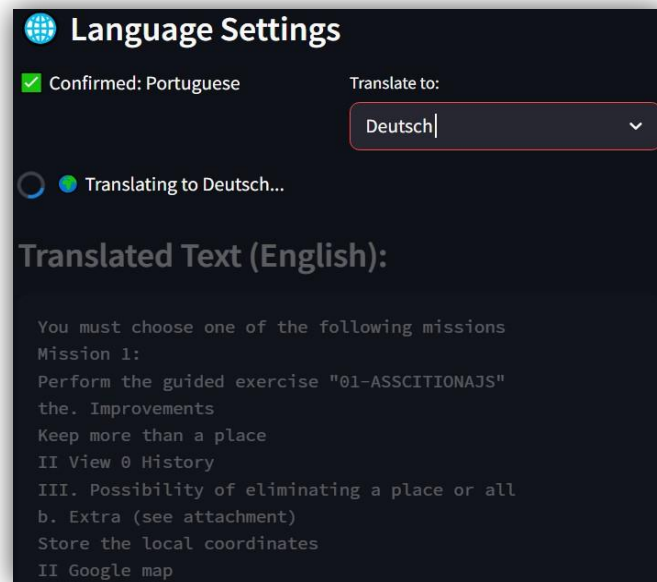 Language Settings
Confirmed: Portuguese
Translate to:
Deutsch
Translating to Deutsch...
Translated Text (English):
You must choose one of the following missions
Mission 1:
Perform the guided exercise "01-ASSCITIONAJS"
the. Improvements
Keep more than a place
II View 0 History
III. Possibility of eliminating a place or all
b. Extra (see attachment)
Store the local coordinates
II Google map